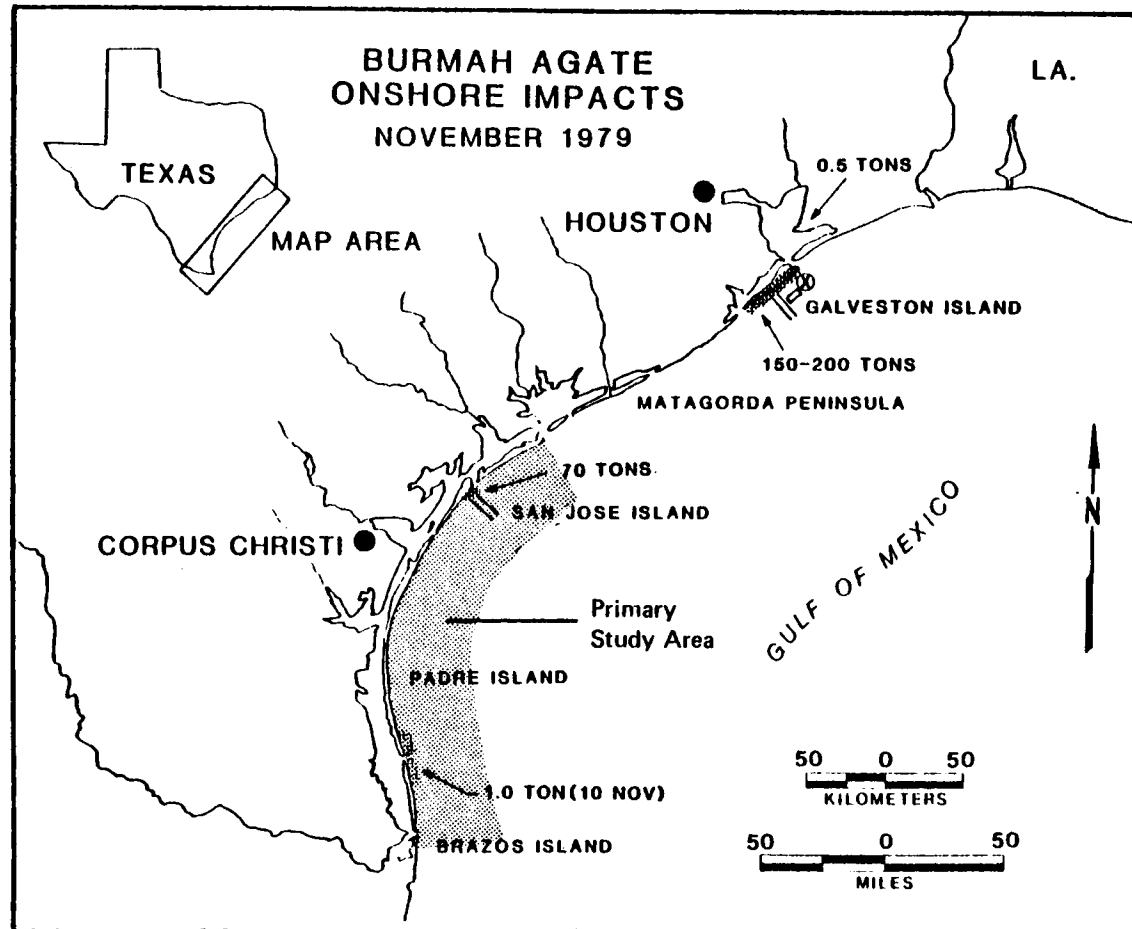 BURMAH AGATE
ONSHORE IMPACTS
NOVEMBER 1979
LA.
TEXAS
MAP AREA
0.5 TONS
HOUSTON
GALVESTON ISLAND
150-200 TONS
MATAGORDA PENINSULA
70 TONS
SAN JOSE ISLAND
N
CORPUS CHRISTI
GULF OF MEXICO
Primary
Study Area
PADRE ISLAND
1.0 TON (10 NOV)
BRAZOS ISLAND
50 0 50
KILOMETERS
50 0 50
MILES